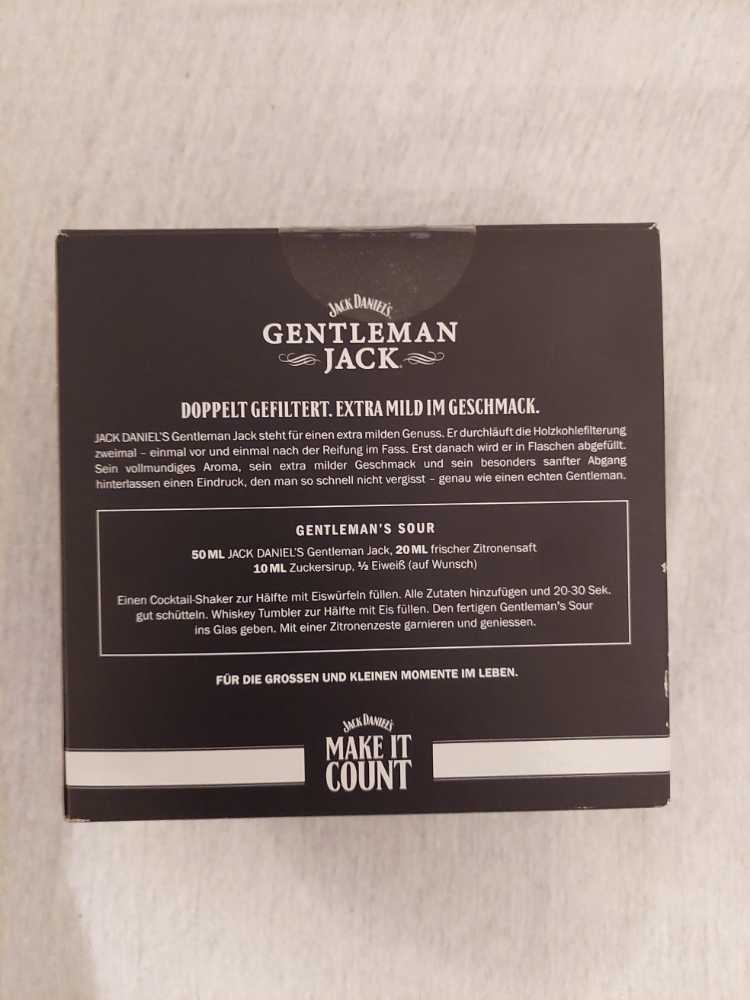 JACK DANIEL'S
GENTLEMAN
JACK
DOPPELT GEFILTERT. EXTRA MILD IM GESCHMACK.
JACK DANIEL'S Gentleman Jack steht für einen extra milden Genuss. Er durchläuft die Holzkohlefilterung
zweimal – einmal vor und einmal nach der Reifung im Fass. Erst danach wird er in Flaschen abgefüllt.
Sein vollmundiges Aroma, sein extra milder Geschmack und sein besonders sanfter Abgang
hinterlassen einen Eindruck, den man so schnell nicht vergisst – genau wie einen echten Gentleman.
GENTLEMAN'S SOUR
50 ML JACK DANIEL'S Gentleman Jack, 20 ML frischer Zitronensaft
10 ML Zuckersirup, ½ Eiweiß (auf Wunsch)
Einen Cocktail-Shaker zur Hälfte mit Eiswürfeln füllen. Alle Zutaten hinzufügen und 20-30 Sek.
gut schütteln. Whiskey Tumbler zur Hälfte mit Eis füllen. Den fertigen Gentleman's Sour
ins Glas geben. Mit einer Zitronenzeste garnieren und geniessen.
FÜR DIE GROSSEN UND KLEINEN MOMENTE IM LEBEN.
JACK DANIEL'S
MAKE IT
COUNT